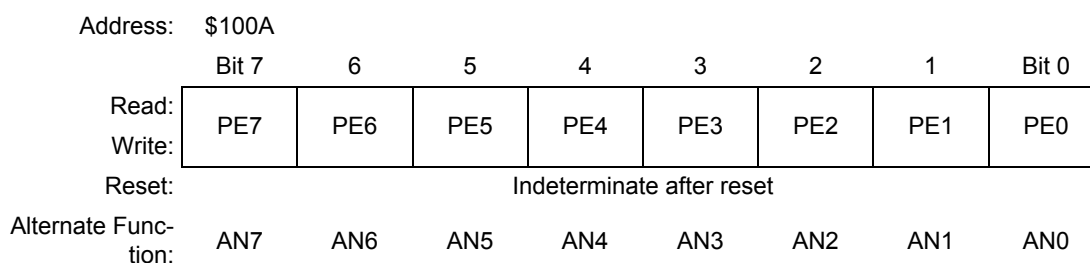 Address: $100A
Bit 7 6 5 4 3 2 1 Bit 0
Read:
PE7 PE6 PE5 PE4 PE3 PE2 PE1 PE0
Write:
Reset: Indeterminate after reset
Alternate Func-
tion: AN7 AN6 AN5 AN4 AN3 AN2 AN1 AN0